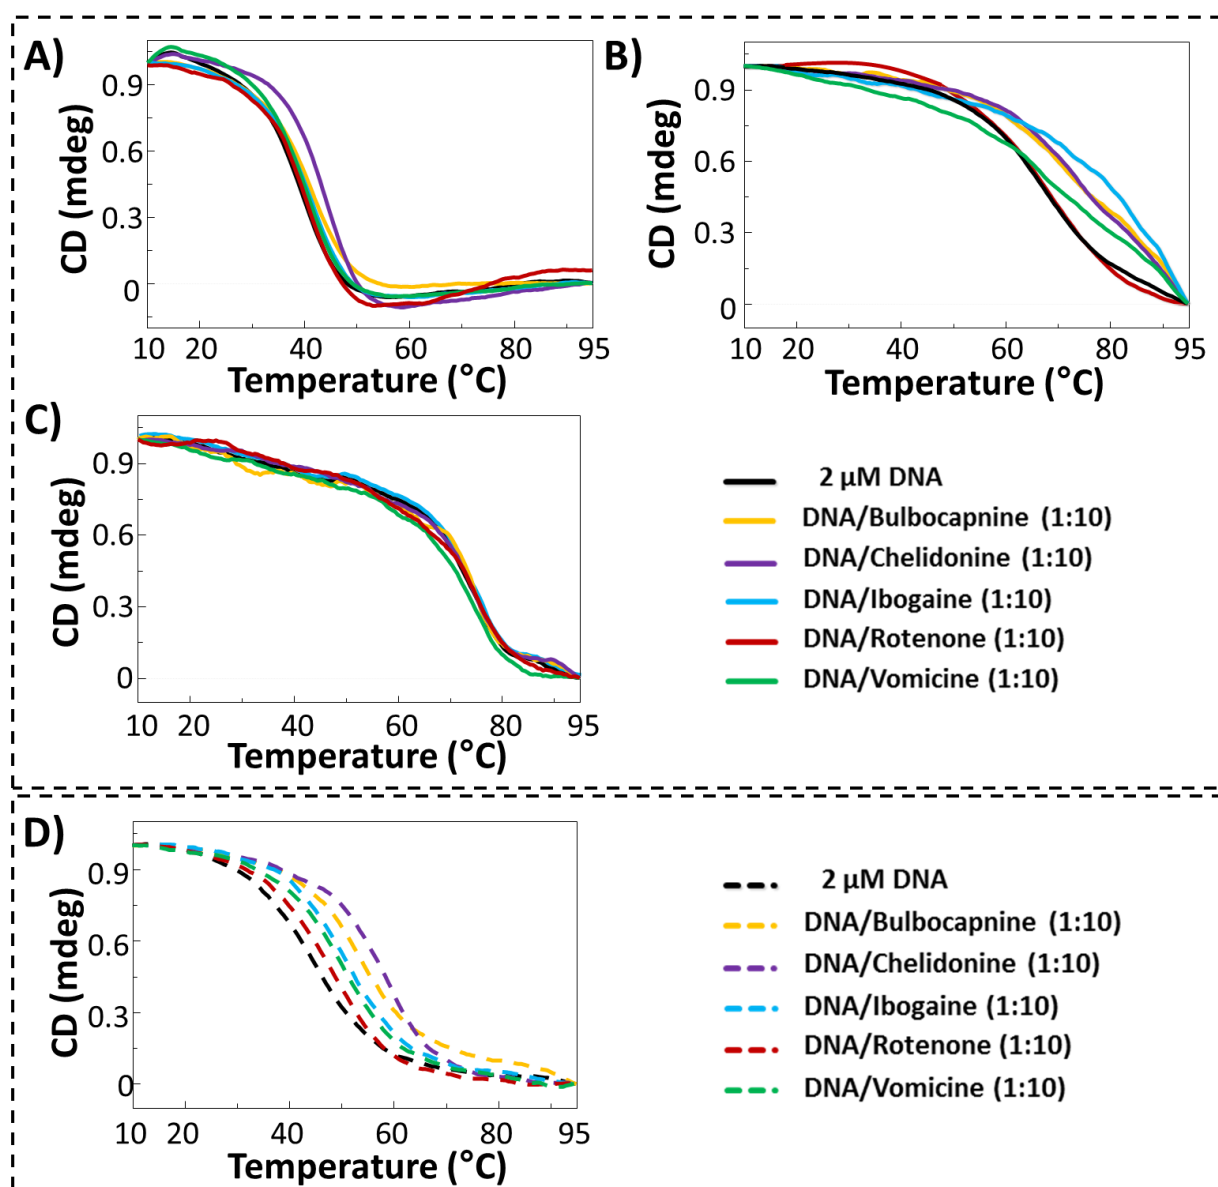 A)
CD (mdeg)
0.9
0.6
0.3
0
10 20 40 60 80 95
Temperature (°C)
B)
CD (mdeg)
0.9
0.6
0.3
0
10 20 40 60 80 95
Temperature (°C)
C)
CD (mdeg)
0.9
0.6
0.3
0
10 20 40 60 80 95
Temperature (°C)
2 μM DNA
DNA/Bulbocapnine (1:10)
DNA/Chelidonine (1:10)
DNA/Ibogaine (1:10)
DNA/Rotenone (1:10)
DNA/Vomicine (1:10)
D)
CD (mdeg)
0.9
0.6
0.3
0
10 20 40 60 80 95
Temperature (°C)
2 μM DNA
DNA/Bulbocapnine (1:10)
DNA/Chelidonine (1:10)
DNA/Ibogaine (1:10)
DNA/Rotenone (1:10)
DNA/Vomicine (1:10)